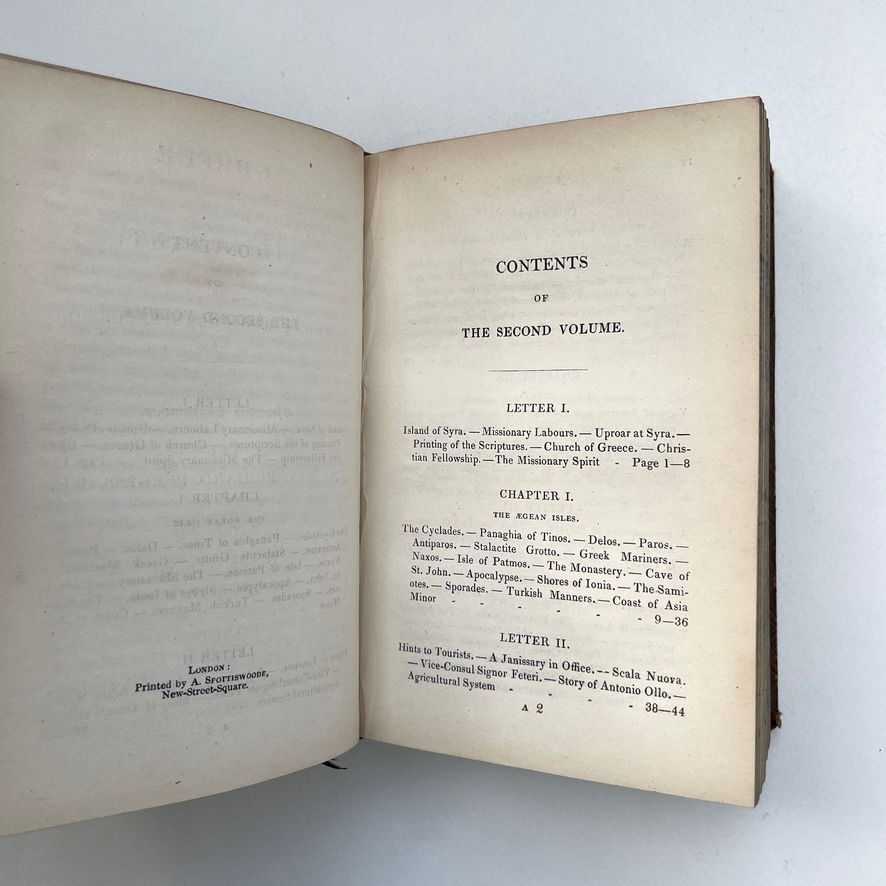 London:
Printed by A. Spottiswoode,
New-Street-Square.
CONTENTS
OF
THE SECOND VOLUME.
LETTER I.
Island of Syra. — Missionary Labours. — Uproar at Syra. —
Printing of the Scriptures. — Church of Greece. — Chris-
tian Fellowship. — The Missionary Spirit - Page 1—8
CHAPTER I.
THE ÆGEAN ISLES.
The Cyclades. — Panaghia of Tinos. — Delos. — Paros. —
Antiparos. — Stalactite Grotto. — Greek Mariners. —
Naxos. — Isle of Patmos. — The Monastery. — Cave of
St. John. — Apocalypse. — Shores of Ionia. — The Sami-
otes. — Sporades. — Turkish Manners. — Coast of Asia
Minor - - - - - - 9—36
LETTER II.
Hints to Tourists. — A Janissary in Office. -- Scala Nuova.
— Vice-Consul Signor Feteri. — Story of Antonio Ollo. —
Agricultural System - - - - 38—44
A 2